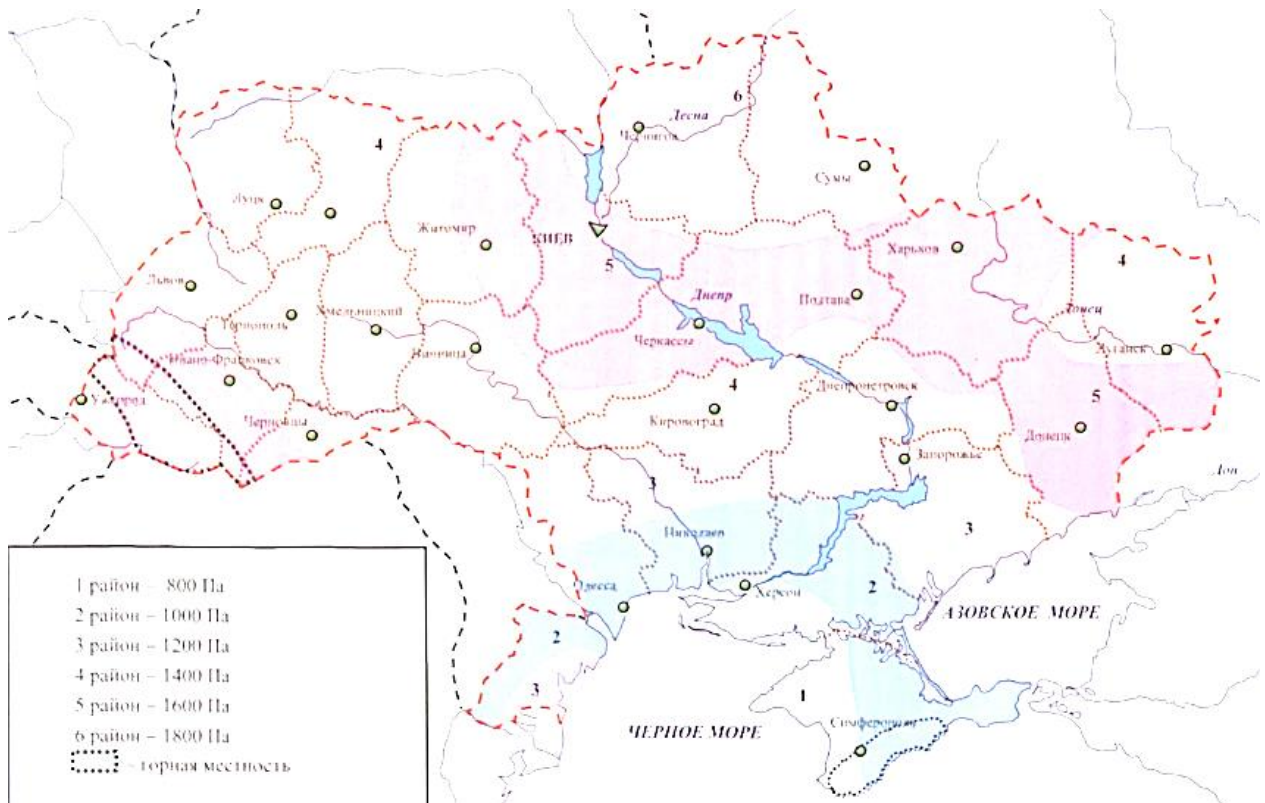 6
Десна
Чернигов
4
Сумы
Луцк
Житомир
КИЕВ
Харьков
5
4
Львов
Днепр
Полтава
Донец
Тернополь
Хмельницкий
Черкассы
Винница
Луганск
Ивано-Франковск
4
Днепропетровск
Ужгород
Кировоград
5
Черновцы
Донецк
Запорожье
Дон
3
3
Николаев
Одесса
Херсон
2
АЗОВСКОЕ МОРЕ
2
3
1
Симферополь
ЧЕРНОЕ МОРЕ
1 район – 800 Па
2 район – 1000 Па
3 район – 1200 Па
4 район – 1400 Па
5 район – 1600 Па
6 район – 1800 Па
– горная местность